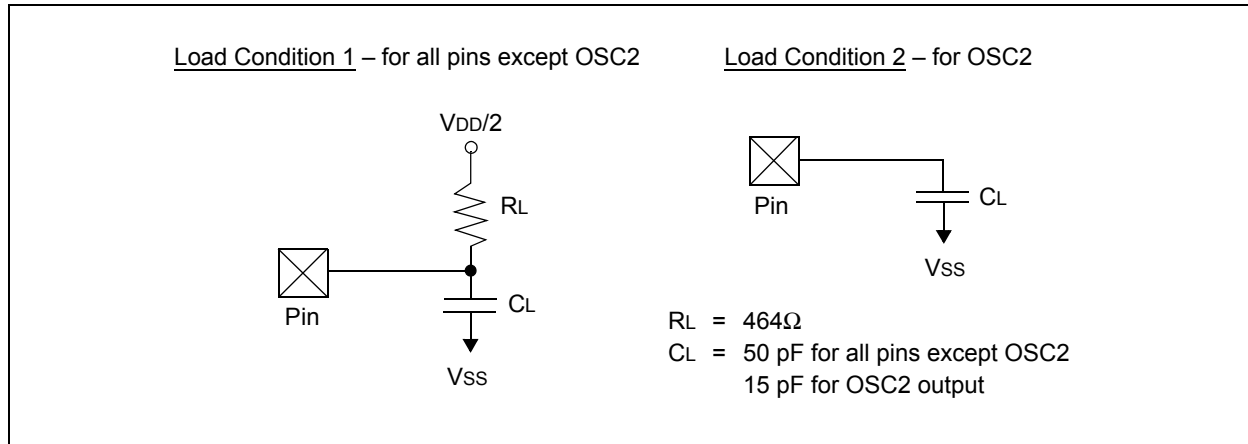 Load Condition 1 – for all pins except OSC2
Load Condition 2 – for OSC2
VDD/2
RL
Pin
CL
VSS
Pin
CL
VSS
RL = 464Ω
CL = 50 pF for all pins except OSC2
15 pF for OSC2 output